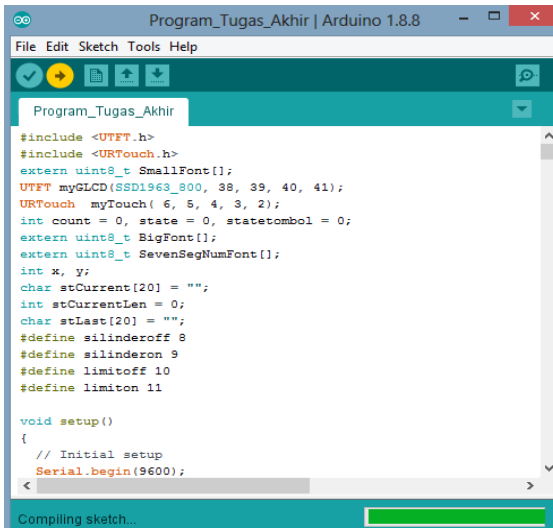 Program_Tugas_Akhir | Arduino 1.8.8
File Edit Sketch Tools Help
Program_Tugas_Akhir
#include <UTFT.h>
#include <URTouch.h>
extern uint8_t SmallFont[];
UTFT myGLCD(SSD1963_800, 38, 39, 40, 41);
URTouch  myTouch( 6, 5, 4, 3, 2);
int count = 0, state = 0, statetombol = 0;
extern uint8_t BigFont[];
extern uint8_t SevenSegNumFont[];
int x, y;
char stCurrent[20] = "";
int stCurrentLen = 0;
char stLast[20] = "";
#define silinderoff 8
#define silinderon 9
#define limitoff 10
#define limiton 11
void setup()
{
  // Initial setup
  Serial.begin(9600);
Compiling sketch...